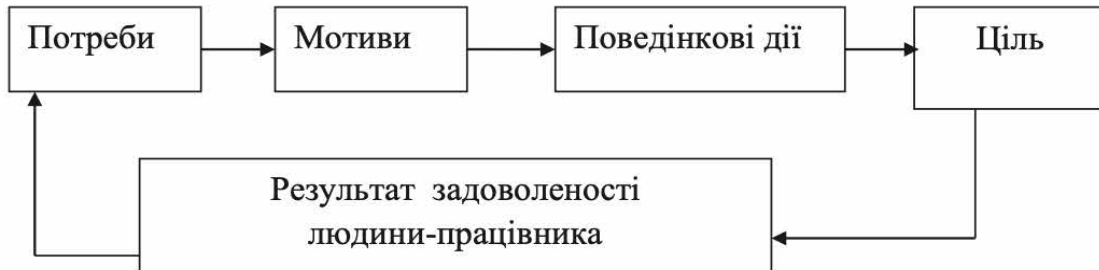 Потреби
Мотиви
Поведінкові дії
Ціль
Результат задоволеності
людини-працівника